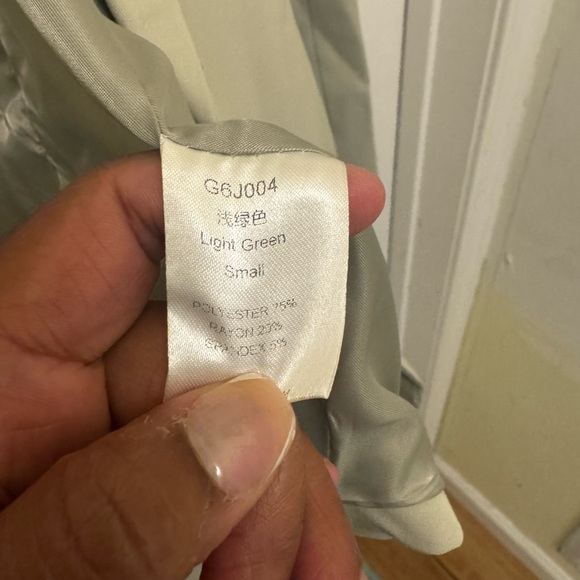 G6J004
浅绿色
Light Green
Small
POLYESTER 75%
RAYON 20%
SPANDEX 5%